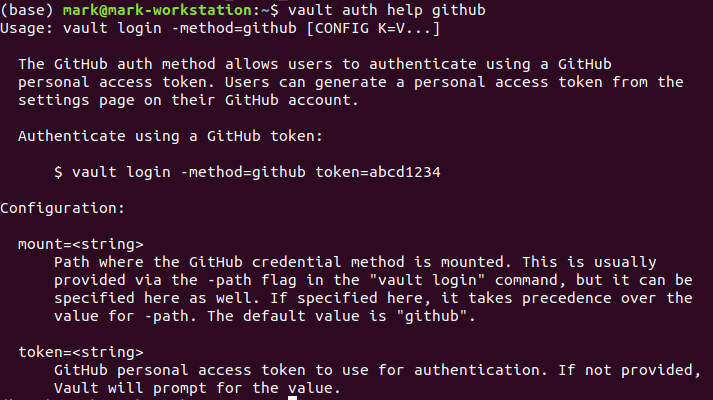 (base) mark@mark-workstation:~$ vault auth help github
Usage: vault login -method=github [CONFIG K=V...]
The GitHub auth method allows users to authenticate using a GitHub
personal access token. Users can generate a personal access token from the
settings page on their GitHub account.
Authenticate using a GitHub token:
$ vault login -method=github token=abcd1234
Configuration:
mount=<string>
Path where the GitHub credential method is mounted. This is usually
provided via the -path flag in the "vault login" command, but it can be
specified here as well. If specified here, it takes precedence over the
value for -path. The default value is "github".
token=<string>
GitHub personal access token to use for authentication. If not provided,
Vault will prompt for the value.